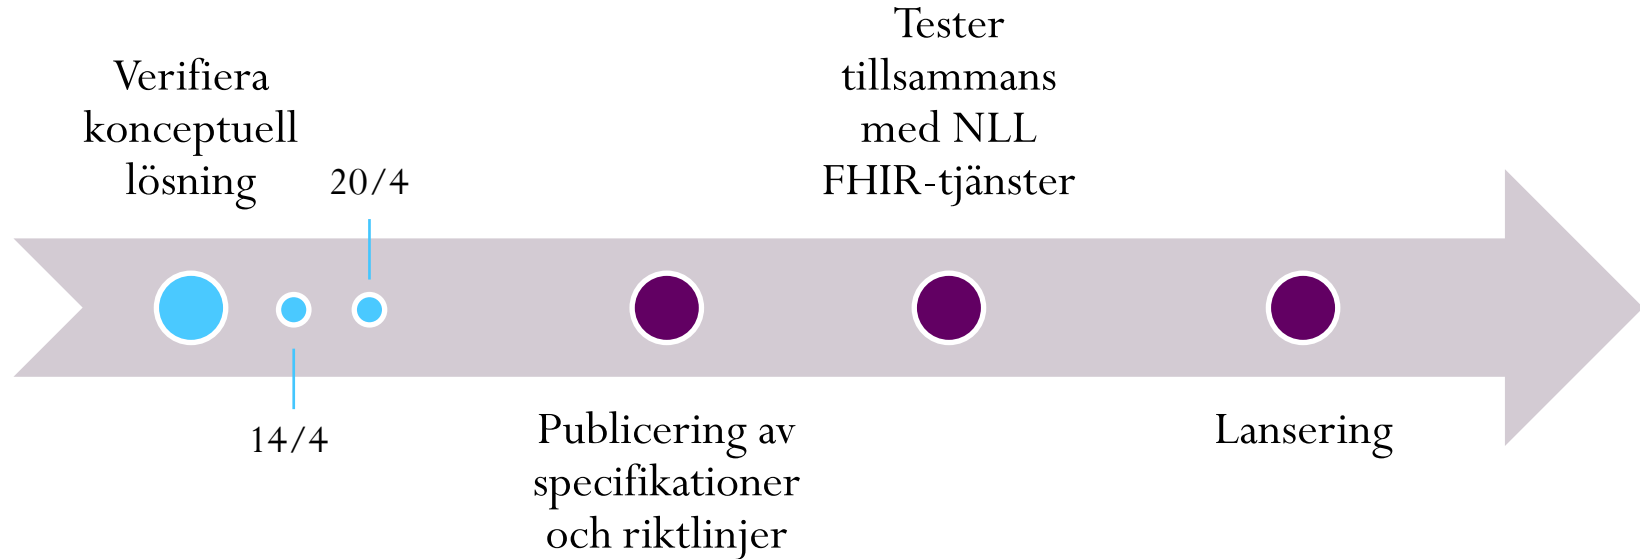 Verifiera
konceptuell
lösning
14/4
20/4
Publicering av
specifikationer
och riktlinjer
Tester
tillsammans
med NLL
FHIR-tjänster
Lansering